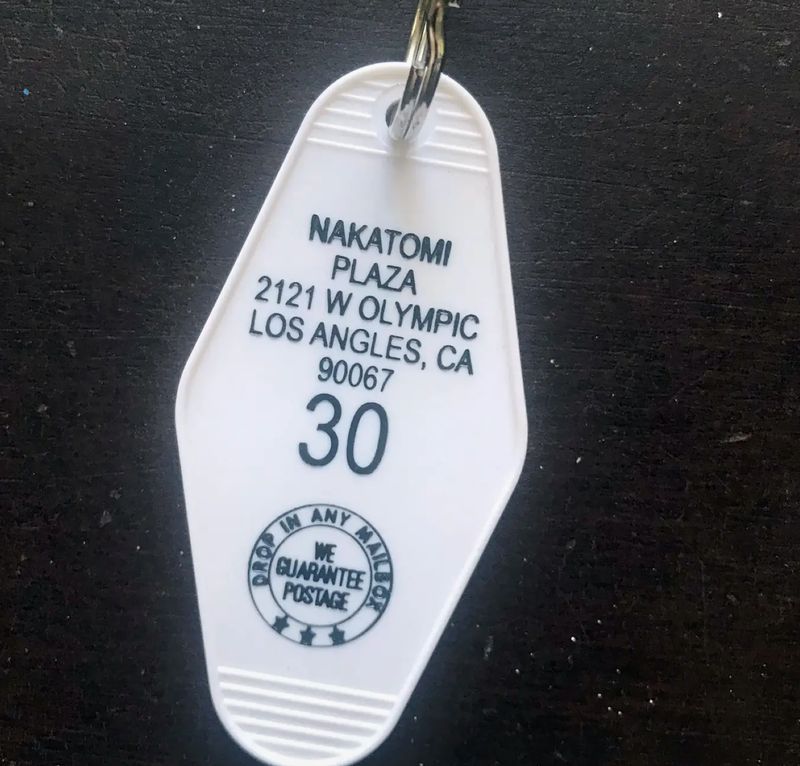 NAKATOMI
PLAZA
2121 W OLYMPIC
LOS ANGLES, CA
90067
30
DROP IN ANY MAILBOX
WE
GUARANTEE
POSTAGE